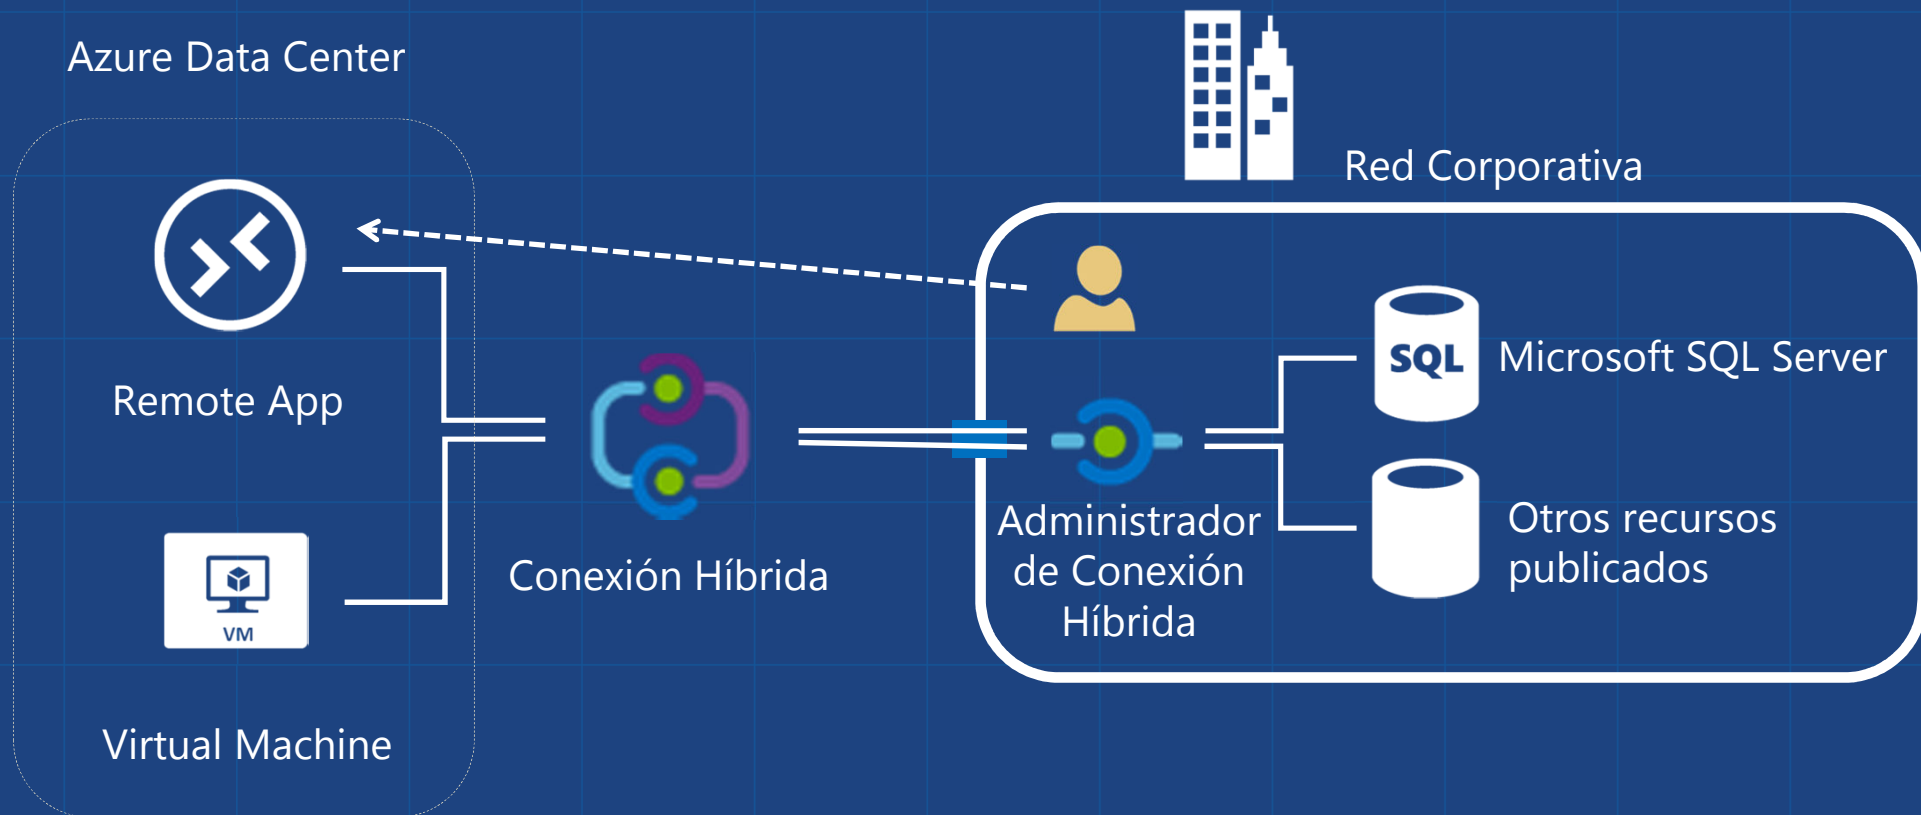 Azure Data Center
Red Corporativa
Remote App
VM
Virtual Machine
Conexión Híbrida
Administrador
de Conexión
Híbrida
SQL
Microsoft SQL Server
Otros recursos
publicados